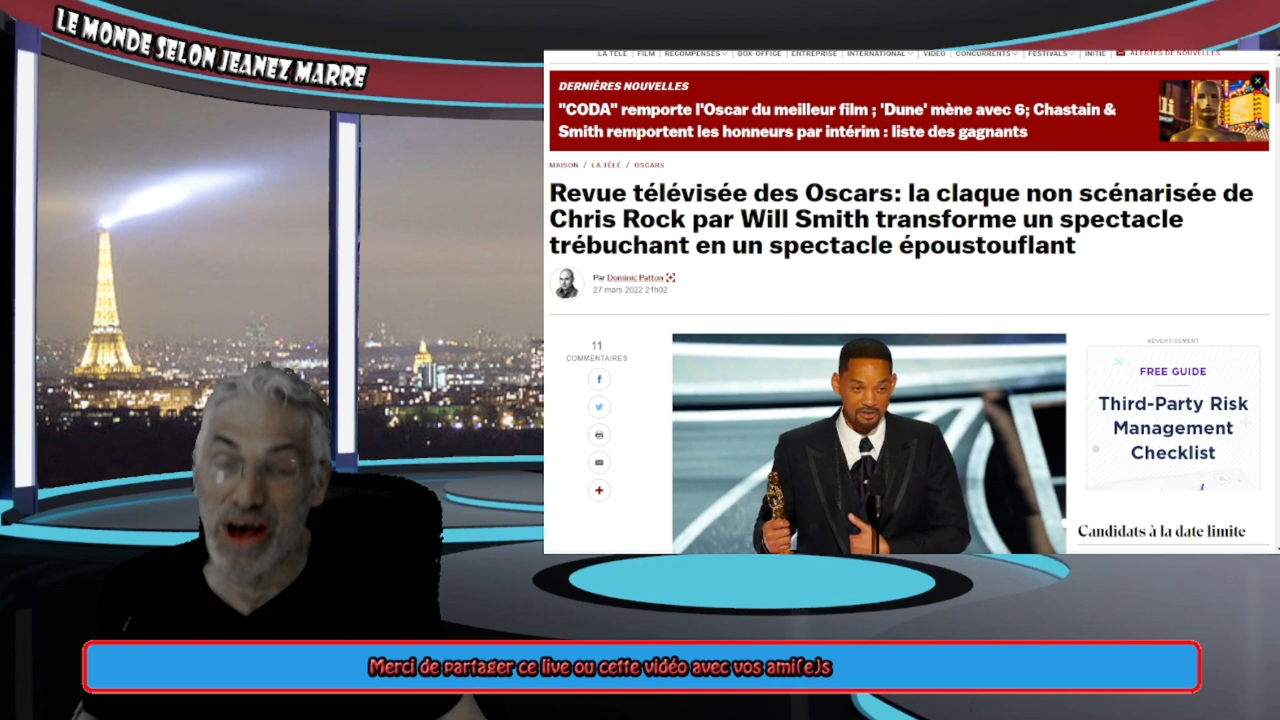 LE MONDE SELON JEANEZ MARRE
LA TÉLÉ | FILM | RÉCOMPENSES | BOX-OFFICE | ENTREPRISE | INTERNATIONAL | VIDÉO | CONCURRENTS | FESTIVALS | INITIÉ | ALERTES DE NOUVELLES
DERNIÈRES NOUVELLES
"CODA" remporte l'Oscar du meilleur film ; 'Dune' mène avec 6; Chastain &
Smith remportent les honneurs par intérim : liste des gagnants
MAISON / LA TÉLÉ / OSCARS
Revue télévisée des Oscars: la claque non scénarisée de
Chris Rock par Will Smith transforme un spectacle
trébuchant en un spectacle époustouflant
Par Dominic Patton
27 mars 2022 21h02
11
COMMENTAIRES
ADVERTISEMENT
FREE GUIDE
Third-Party Risk
Management
Checklist
Candidats à la date limite
Merci de partager ce live ou cette vidéo avec vos ami(e)s